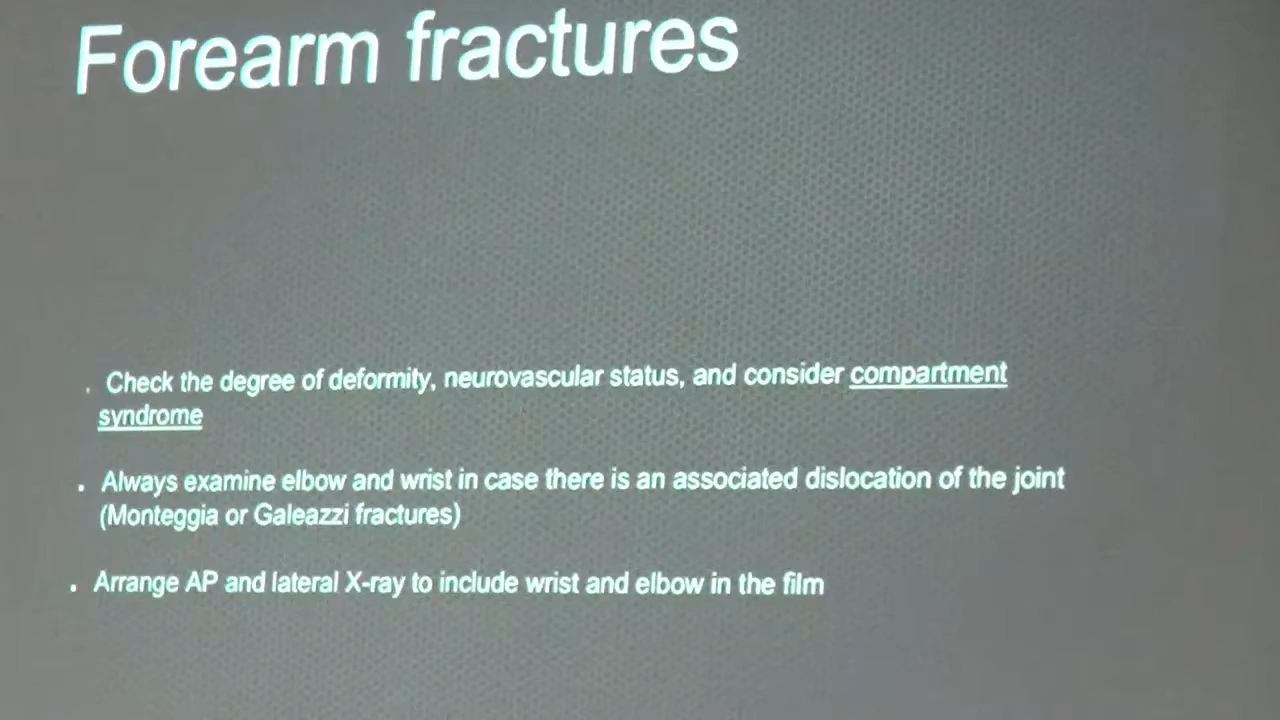 Forearm fractures
. Check the degree of deformity, neurovascular status, and consider compartment
syndrome
. Always examine elbow and wrist in case there is an associated dislocation of the joint
(Monteggia or Galeazzi fractures)
. Arrange AP and lateral X-ray to include wrist and elbow in the film